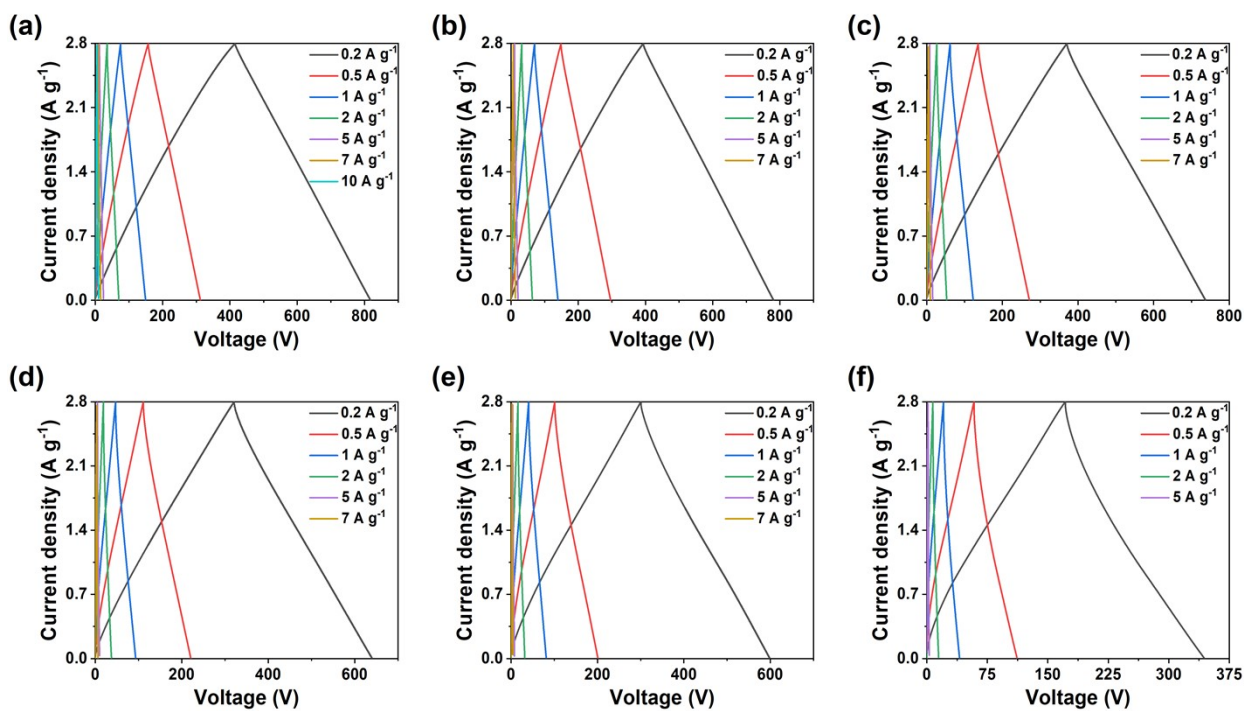 (a)
2.8
2.1
1.4
0.7
0.0
Current density (A g⁻¹)
0 200 400 600 800
Voltage (V)
0.2 A g⁻¹
0.5 A g⁻¹
1 A g⁻¹
2 A g⁻¹
5 A g⁻¹
7 A g⁻¹
10 A g⁻¹
(b)
2.8
2.1
1.4
0.7
0.0
Current density (A g⁻¹)
0 200 400 600 800
Voltage (V)
0.2 A g⁻¹
0.5 A g⁻¹
1 A g⁻¹
2 A g⁻¹
5 A g⁻¹
7 A g⁻¹
(c)
2.8
2.1
1.4
0.7
0.0
Current density (A g⁻¹)
0 200 400 600 800
Voltage (V)
0.2 A g⁻¹
0.5 A g⁻¹
1 A g⁻¹
2 A g⁻¹
5 A g⁻¹
7 A g⁻¹
(d)
2.8
2.1
1.4
0.7
0.0
Current density (A g⁻¹)
0 200 400 600
Voltage (V)
0.2 A g⁻¹
0.5 A g⁻¹
1 A g⁻¹
2 A g⁻¹
5 A g⁻¹
7 A g⁻¹
(e)
2.8
2.1
1.4
0.7
0.0
Current density (A g⁻¹)
0 200 400 600
Voltage (V)
0.2 A g⁻¹
0.5 A g⁻¹
1 A g⁻¹
2 A g⁻¹
5 A g⁻¹
7 A g⁻¹
(f)
2.8
2.1
1.4
0.7
0.0
Current density (A g⁻¹)
0 75 150 225 300 375
Voltage (V)
0.2 A g⁻¹
0.5 A g⁻¹
1 A g⁻¹
2 A g⁻¹
5 A g⁻¹